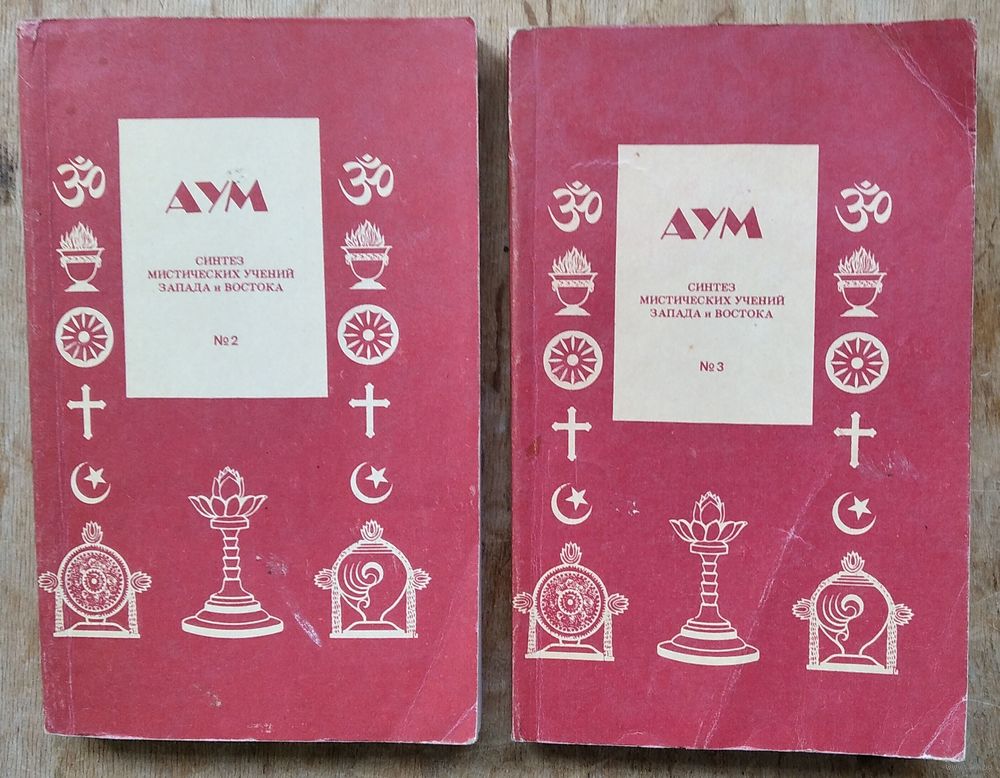 АУМ
СИНТЕЗ
МИСТИЧЕСКИХ УЧЕНИЙ
ЗАПАДА и ВОСТОКА
№2
АУМ
СИНТЕЗ
МИСТИЧЕСКИХ УЧЕНИЙ
ЗАПАДА и ВОСТОКА
№3